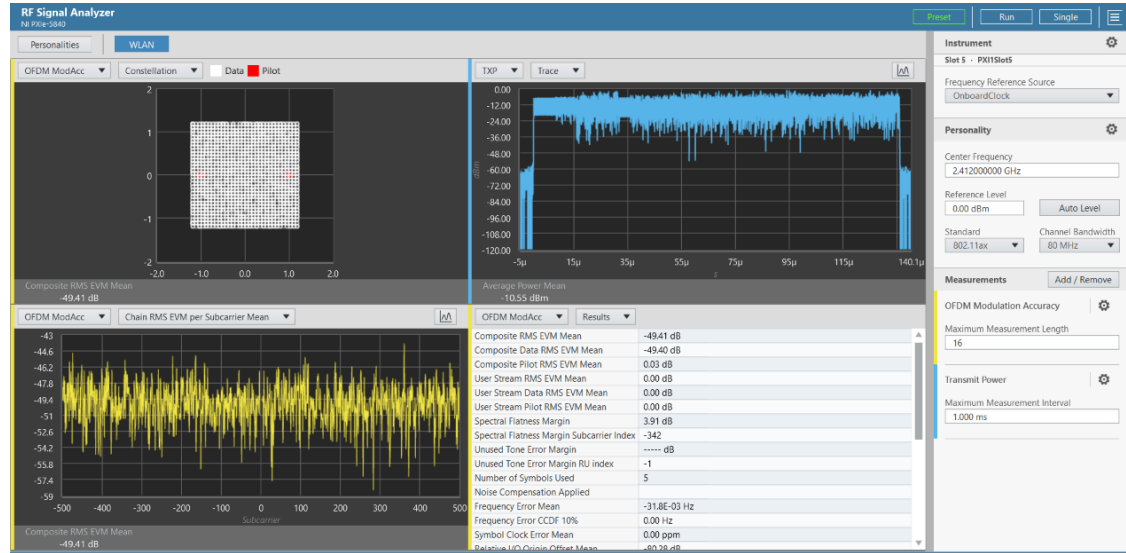 RF Signal Analyzer
NI PXIe-5840
Preset
Run
Single
Personalities
WLAN
OFDM ModAcc
Constellation
Data
Pilot
2
1
0
-1
-2
-2.0 -1.0 0.0 1.0 2.0
Composite RMS EVM Mean
-49.41 dB
TXP
Trace
0.00
-12.00
-24.00
-36.00
-48.00
-60.00
-72.00
-84.00
-96.00
-108.00
-120.00
dBm
-5μ 15μ 35μ 55μ 75μ 95μ 115μ 140.1μ
Average Power Mean
-10.55 dBm
OFDM ModAcc
Chain RMS EVM per Subcarrier Mean
-43
-44.6
-46.2
-47.8
-49.4
-51
-52.6
-54.2
-55.8
-57.4
-59
-500 -400 -300 -200 -100 0 100 200 300 400 500
Subcarrier
Composite RMS EVM Mean
-49.41 dB
OFDM ModAcc
Results
Composite RMS EVM Mean -49.41 dB
Composite Data RMS EVM Mean -49.40 dB
Composite Pilot RMS EVM Mean 0.03 dB
User Stream RMS EVM Mean 0.00 dB
User Stream Data RMS EVM Mean 0.00 dB
User Stream Pilot RMS EVM Mean 0.00 dB
Spectral Flatness Margin 3.91 dB
Spectral Flatness Margin Subcarrier Index -342
Unused Tone Error Margin ----- dB
Unused Tone Error Margin RU index -1
Number of Symbols Used 5
Noise Compensation Applied
Frequency Error Mean -31.8E-03 Hz
Frequency Error CCDF 10% 0.00 Hz
Symbol Clock Error Mean 0.00 ppm
Relative I/Q Origin Offset Mean -80.28 dB
Instrument
Slot 5 · PXI1Slot5
Frequency Reference Source
OnboardClock
Personality
Center Frequency
2.412000000 GHz
Reference Level
0.00 dBm
Auto Level
Standard Channel Bandwidth
802.11ax 80 MHz
Measurements
Add / Remove
OFDM Modulation Accuracy
Maximum Measurement Length
16
Transmit Power
Maximum Measurement Interval
1.000 ms